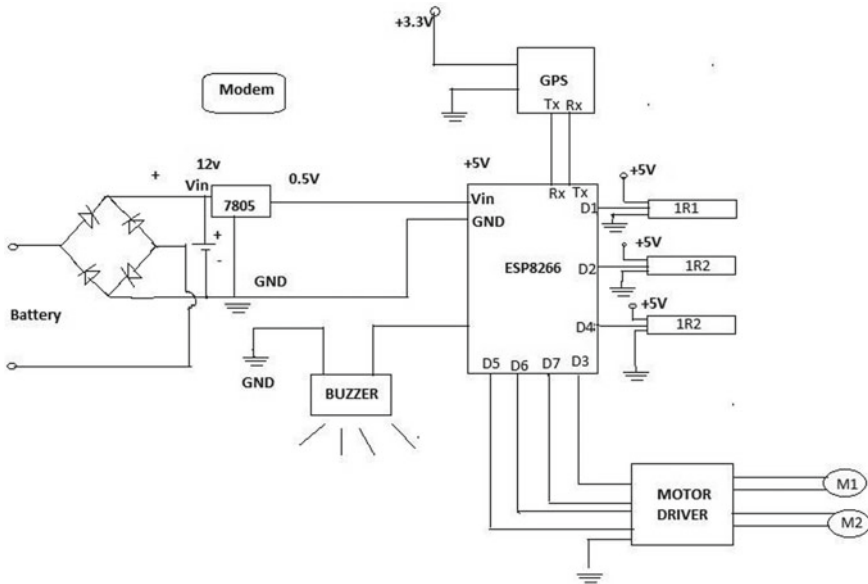 +3.3V
GPS
Tx Rx
Modem
+ 12v
Vin
7805
0.5V
+5V
Vin
GND
Rx Tx
D1
+5V
1R1
+
-
ESP8266
D2
+5V
1R2
GND
Battery
+5V
D4
1R2
GND
BUZZER
D5 D6 D7 D3
MOTOR
DRIVER
M1
M2